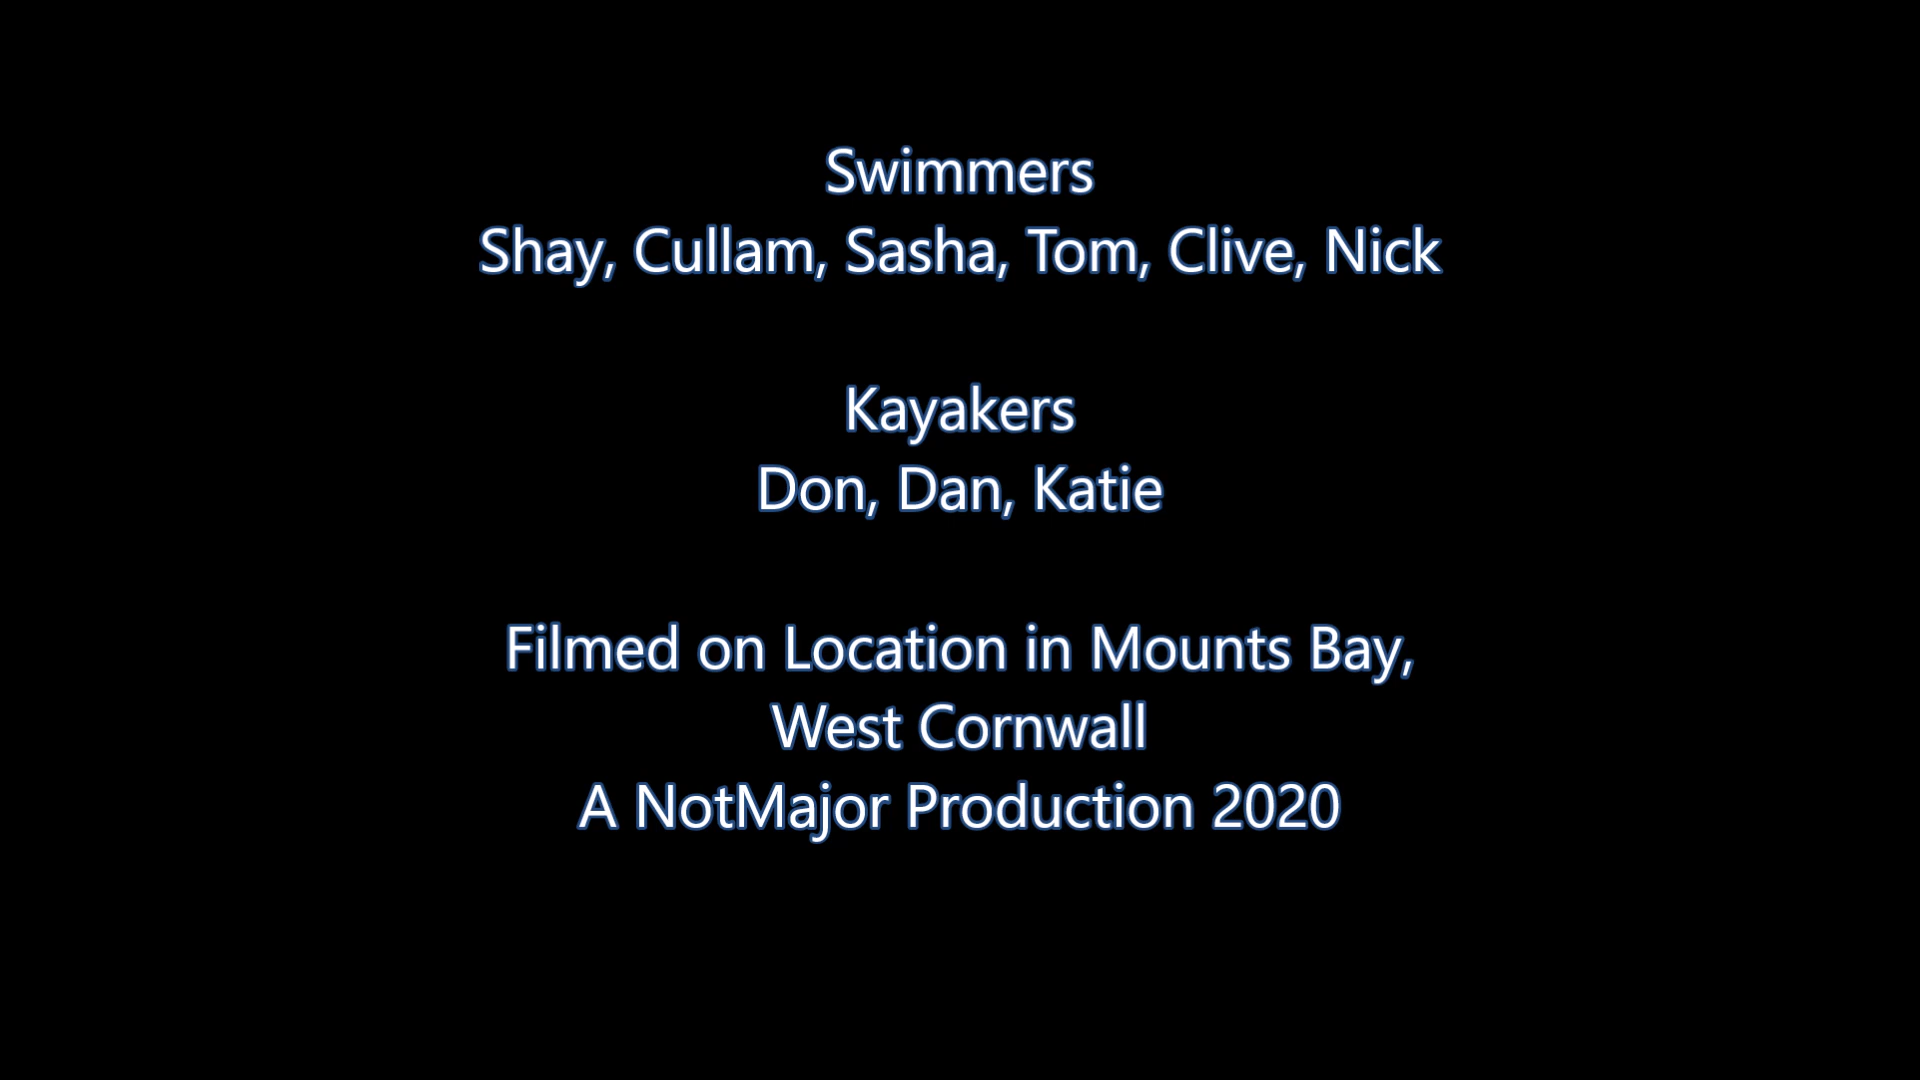 Swimmers
Shay, Cullam, Sasha, Tom, Clive, Nick
Kayakers
Don, Dan, Katie
Filmed on Location in Mounts Bay,
West Cornwall
A NotMajor Production 2020